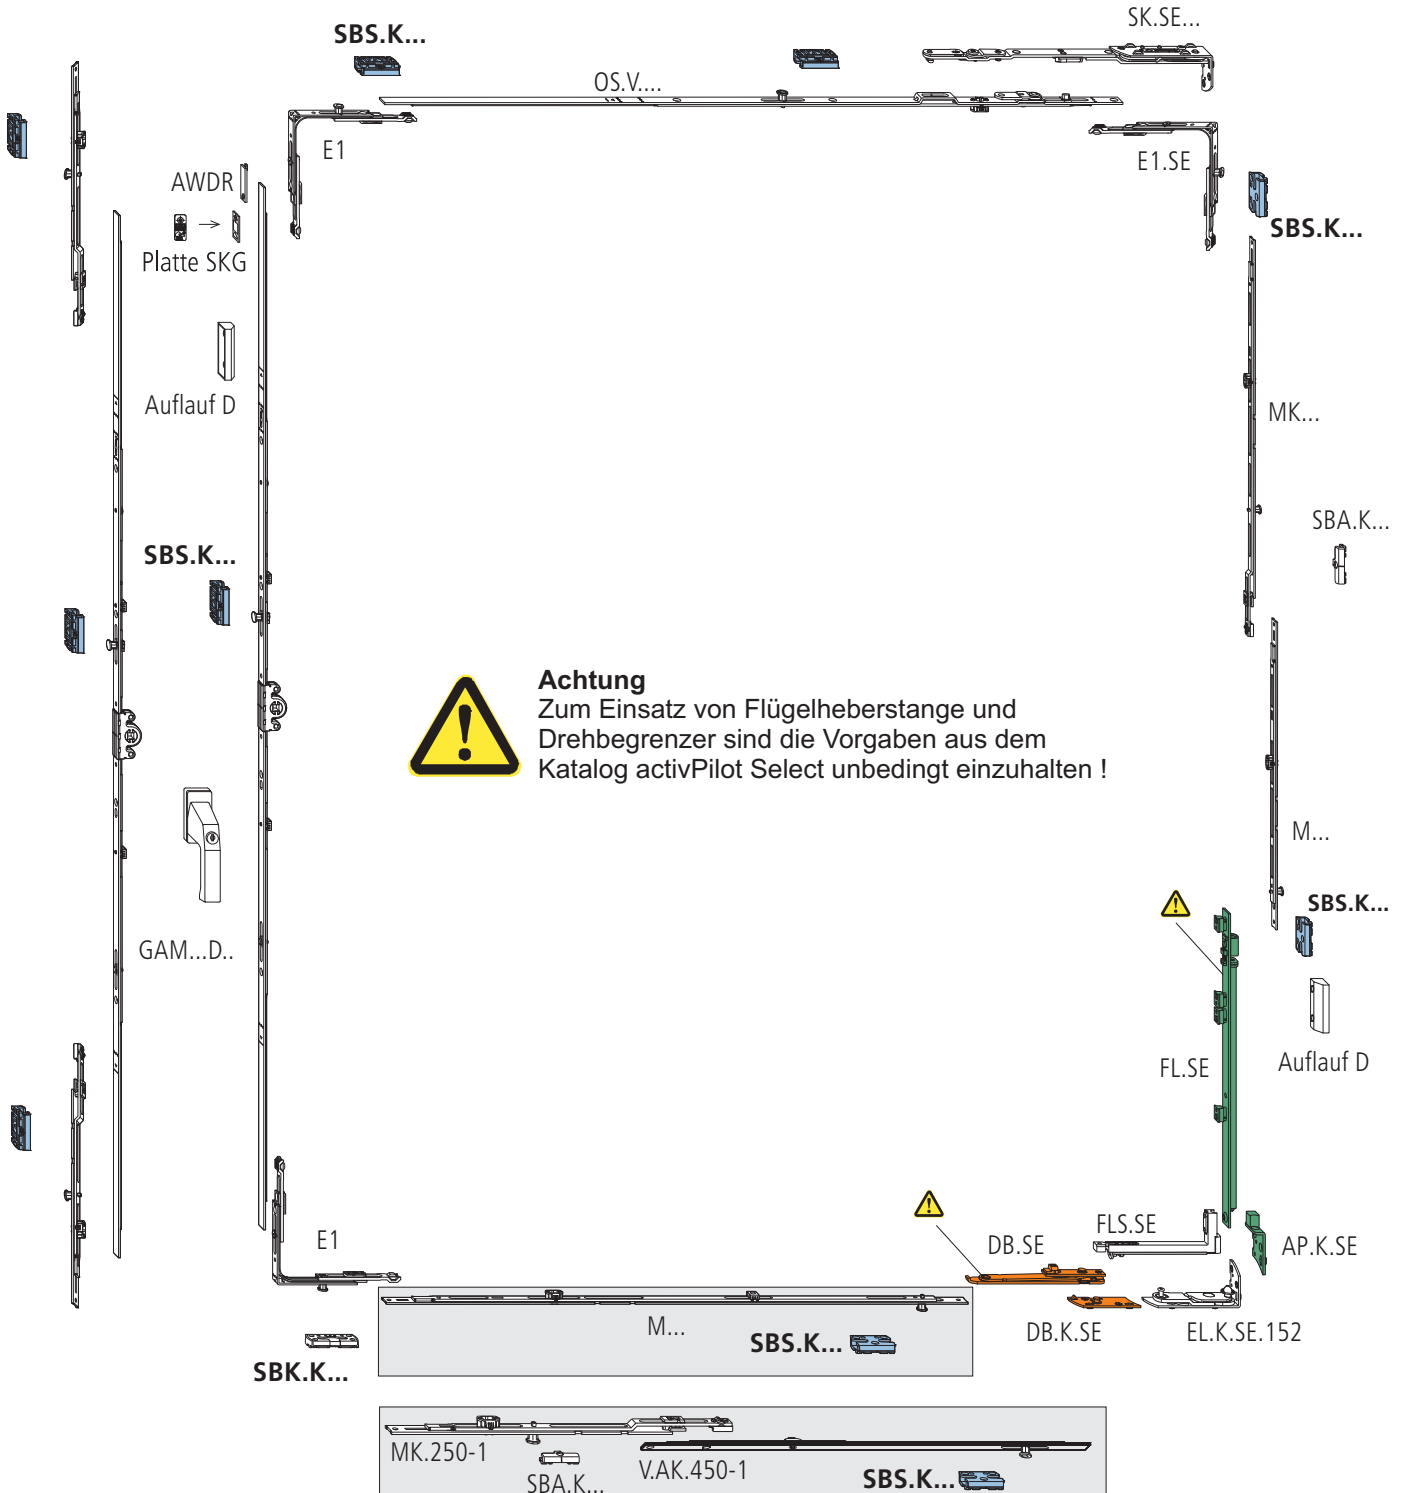 SK.SE...
SBS.K...
OS.V....
E1
E1.SE
AWDR
SBS.K...
Platte SKG
Auflauf D
MK...
SBA.K...
SBS.K...
Achtung
Zum Einsatz von Flügelheberstange und
Drehbegrenzer sind die Vorgaben aus dem
Katalog activPilot Select unbedingt einzuhalten !
M...
SBS.K...
GAM...D..
FL.SE
Auflauf D
E1
DB.SE
FLS.SE
AP.K.SE
M...
SBS.K...
DB.K.SE
EL.K.SE.152
SBK.K...
MK.250-1
V.AK.450-1
SBA.K...
SBS.K...